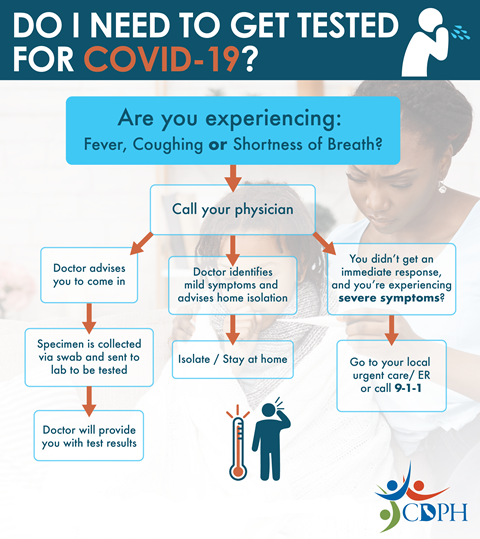 DO I NEED TO GET TESTED
FOR COVID-19?
Are you experiencing:
Fever, Coughing or Shortness of Breath?
Call your physician
Doctor advises
you to come in
Specimen is collected
via swab and sent to
lab to be tested
Doctor will provide
you with test results
Doctor identifies
mild symptoms and
advises home isolation
Isolate / Stay at home
You didn't get an
immediate response,
and you're experiencing
severe symptoms?
Go to your local
urgent care/ ER
or call 9-1-1
CDPH